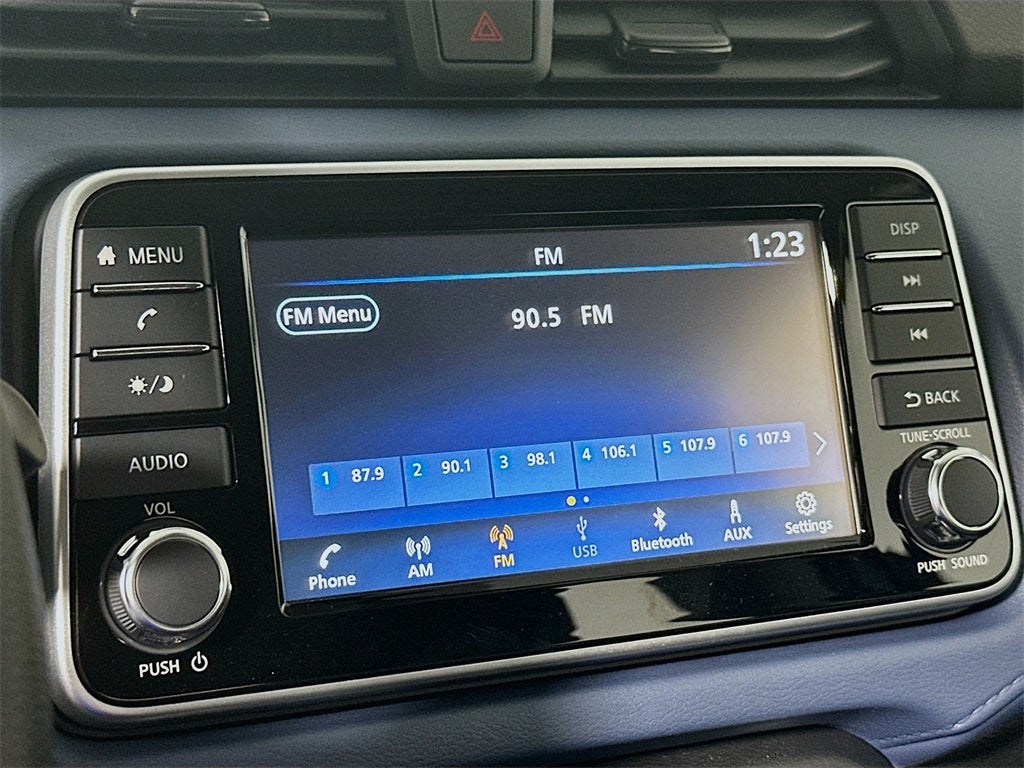 MENU
AUDIO
VOL
PUSH
FM 1:23
FM Menu 90.5 FM
1 87.9 2 90.1 3 98.1 4 106.1 5 107.9 6 107.9
Phone AM FM USB Bluetooth AUX Settings
DISP
BACK
TUNE·SCROLL
PUSH SOUND